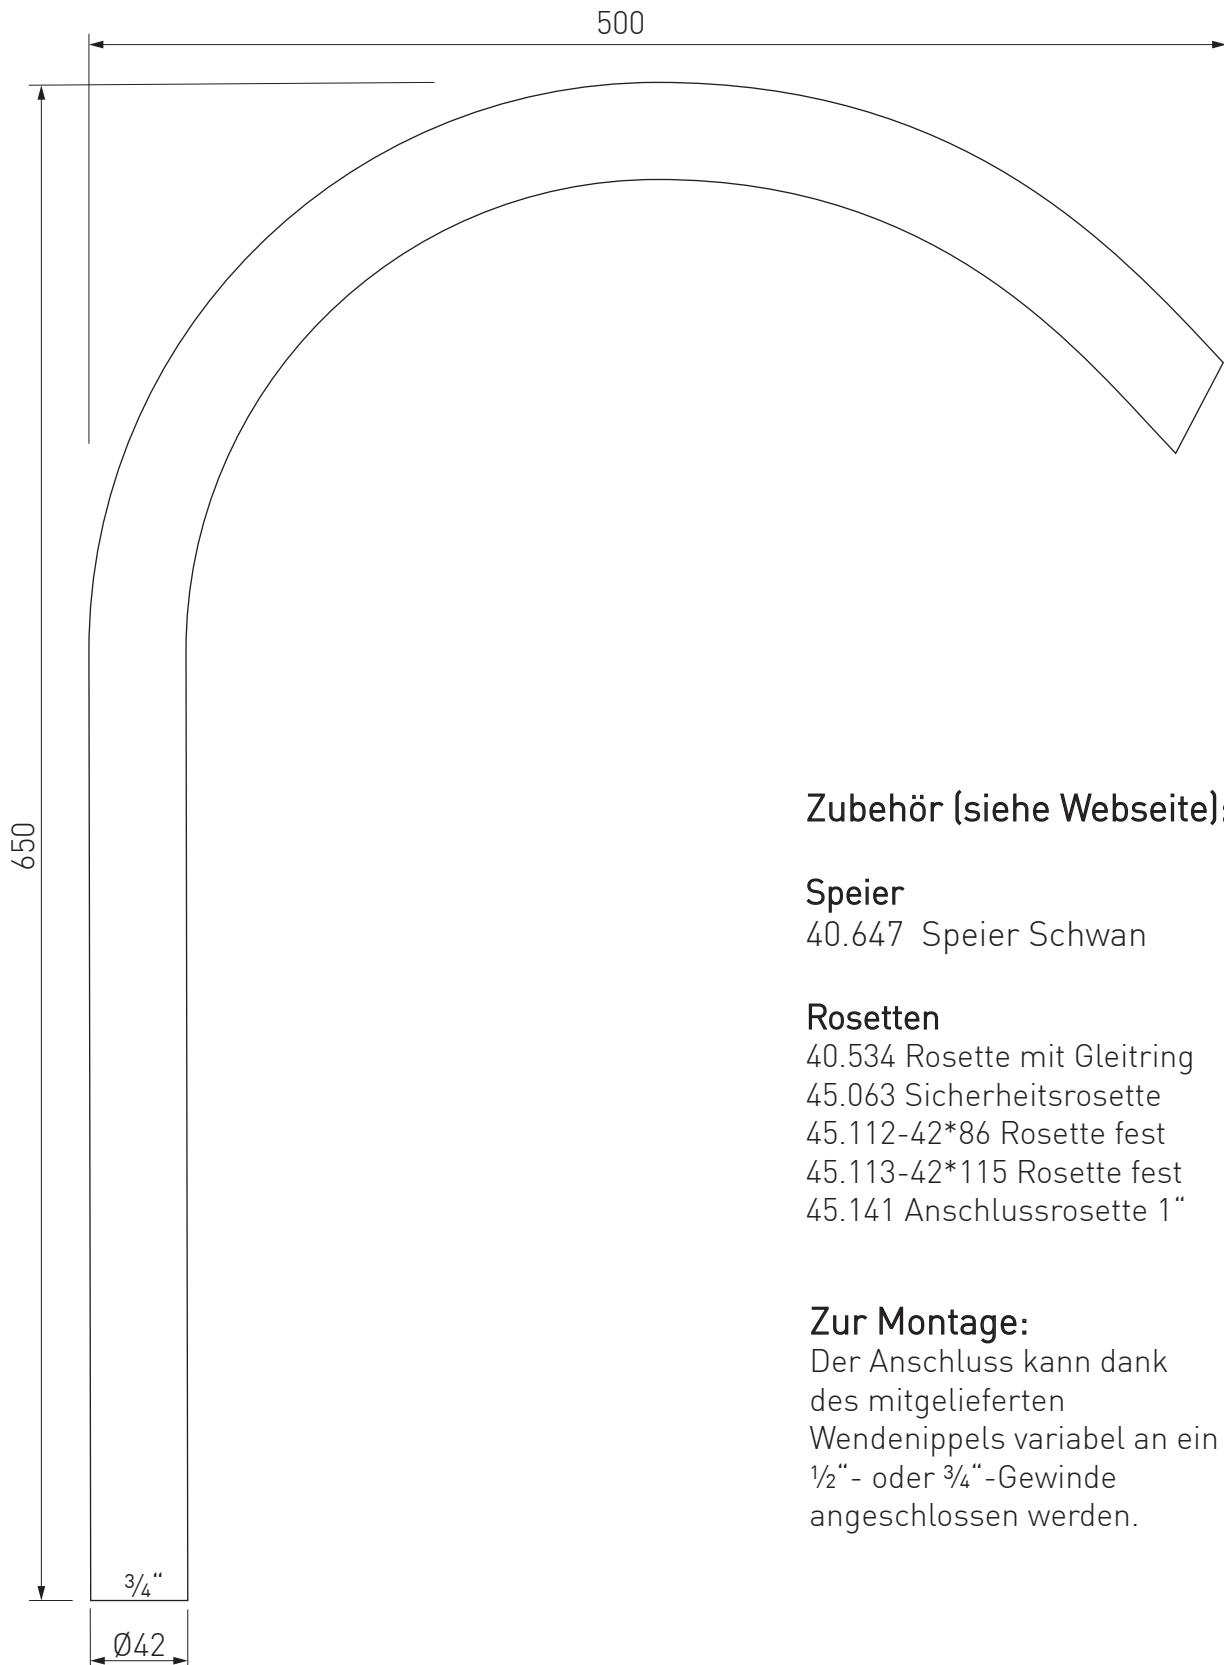 500
650
Zubehör (siehe Webseite):
Speier
40.647  Speier Schwan
Rosetten
40.534 Rosette mit Gleitring
45.063 Sicherheitsrosette
45.112-42*86 Rosette fest
45.113-42*115 Rosette fest
45.141 Anschlussrosette 1“
Zur Montage:
Der Anschluss kann dank
des mitgelieferten
Wendenippels variabel an ein
½“- oder ¾“-Gewinde
angeschlossen werden.
¾“
Ø42